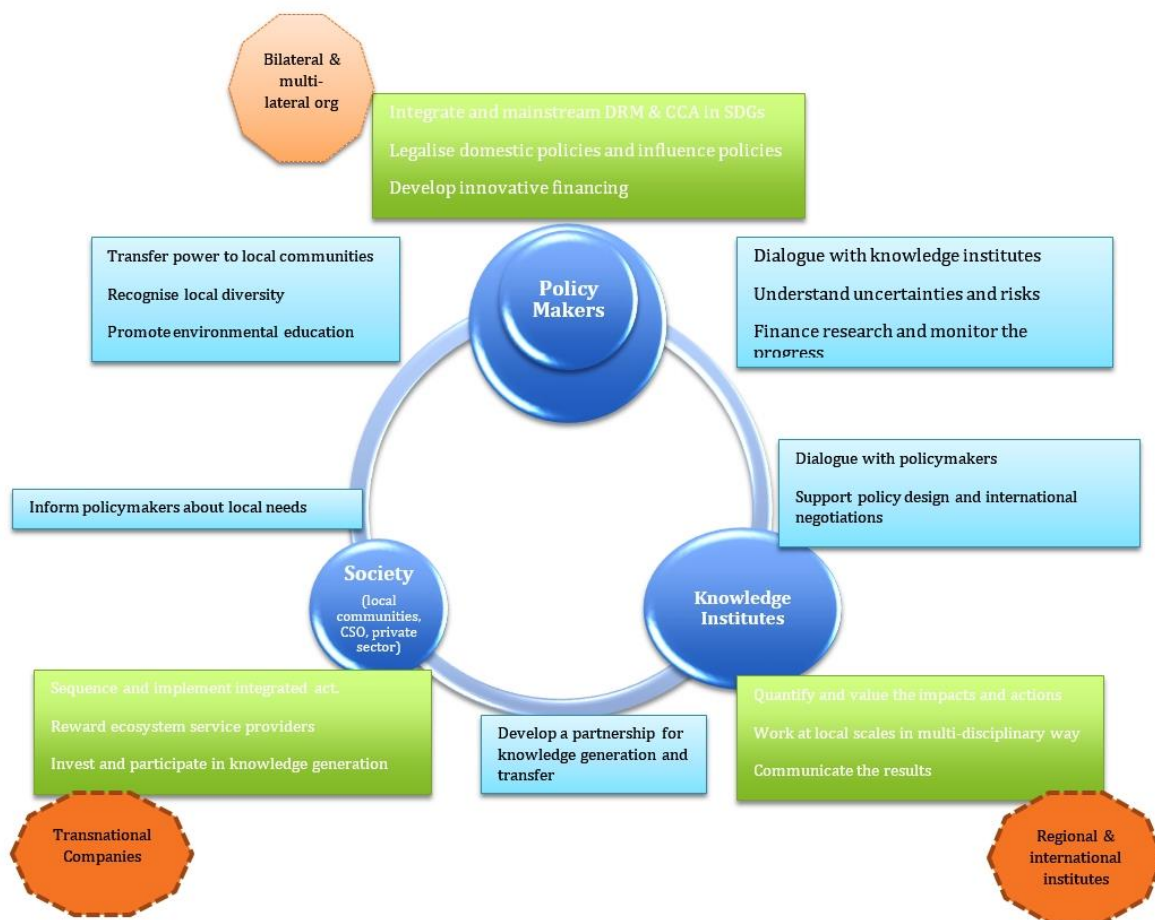 Bilateral &
multi-
lateral org
Integrate and mainstream DRM & CCA in SDGs
Legalise domestic policies and influence policies
Develop innovative financing
Transfer power to local communities
Recognise local diversity
Promote environmental education
Policy
Makers
Dialogue with knowledge institutes
Understand uncertainties and risks
Finance research and monitor the
progress
Inform policymakers about local needs
Dialogue with policymakers
Support policy design and international
negotiations
Society
(local
communities,
CSO, private
sector)
Knowledge
Institutes
Sequence and implement integrated act.
Reward ecosystem service providers
Invest and participate in knowledge generation
Develop a partnership for
knowledge generation and
transfer
Quantify and value the impacts and actions
Work at local scales in multi-disciplinary way
Communicate the results
Transnational
Companies
Regional &
international
institutes